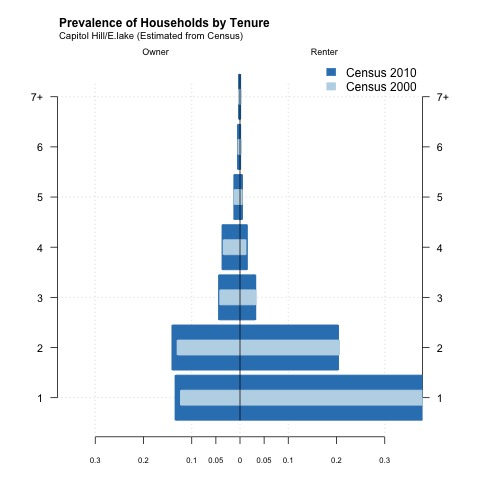 Prevalence of Households by Tenure
Capitol Hill/E.lake (Estimated from Census)
Owner Renter
Census 2010
Census 2000
7+ 7+
6 6
5 5
4 4
3 3
2 2
1 1
0.3 0.2 0.1 0.05 0 0.05 0.1 0.2 0.3